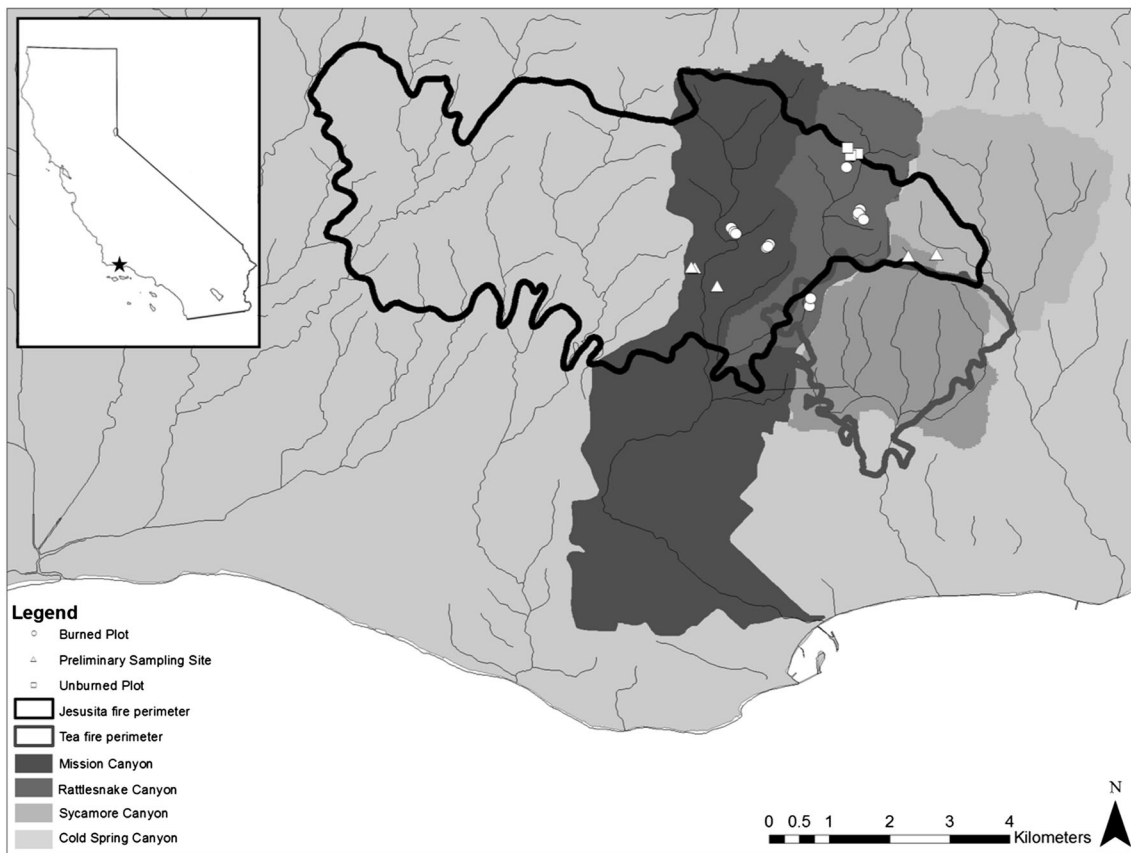 Legend
Burned Plot
Preliminary Sampling Site
Unburned Plot
Jesusita fire perimeter
Tea fire perimeter
Mission Canyon
Rattlesnake Canyon
Sycamore Canyon
Cold Spring Canyon
N
0 0.5 1 2 3 4
Kilometers